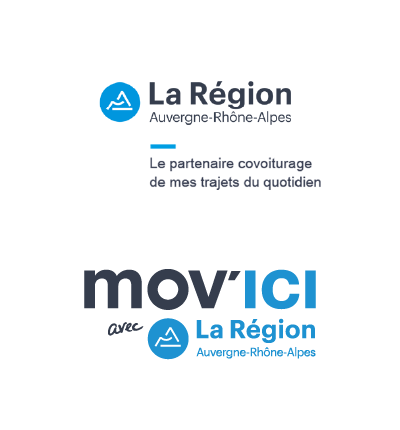 La Région
Auvergne-Rhône-Alpes
Le partenaire covoiturage
de mes trajets du quotidien
mov'ICI
avec La Région
Auvergne-Rhône-Alpes